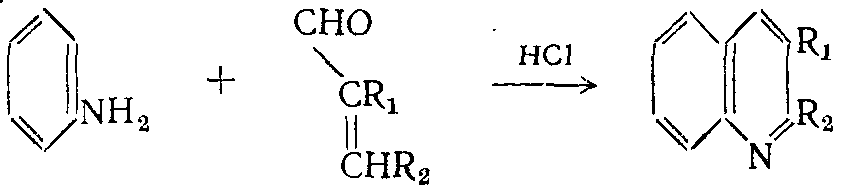 CHO
HCl
R₁
NH₂
+
CR₁
R₂
CHR₂
N